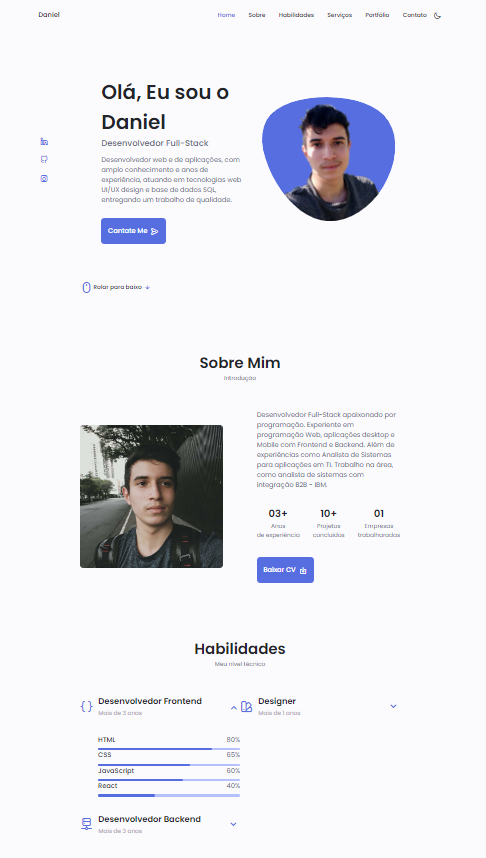 Daniel
Home Sobre Habilidades Serviços Portfólio Contato
Olá, Eu sou o
Daniel
Desenvolvedor Full-Stack
Desenvolvedor web e de aplicações, com
amplo conhecimento e anos de
experiência, atuando em tecnologias web
UI/UX design e base de dados SQL,
entregando um trabalho de qualidade.
Contate Me
Rolar para baixo
Sobre Mim
Introdução
Desenvolvedor Full-Stack apaixonado por
programação. Experiente em
programação Web, aplicações desktop e
Mobile com Frontend e Backend. Além de
experiências como Analista de Sistemas
para aplicações em TI. Trabalho na área,
como analista de sistemas com
integração B2B - IBM.
03+ 10+ 01
Anos Projetos Empresas
de experiência concluidos trabalharadas
Baixar CV
Habilidades
Meu nível técnico
Desenvolvedor Frontend
Mais de 3 anos
Designer
Mais de 1 anos
HTML 80%
CSS 65%
JavaScript 60%
React 40%
Desenvolvedor Backend
Mais de 3 anos